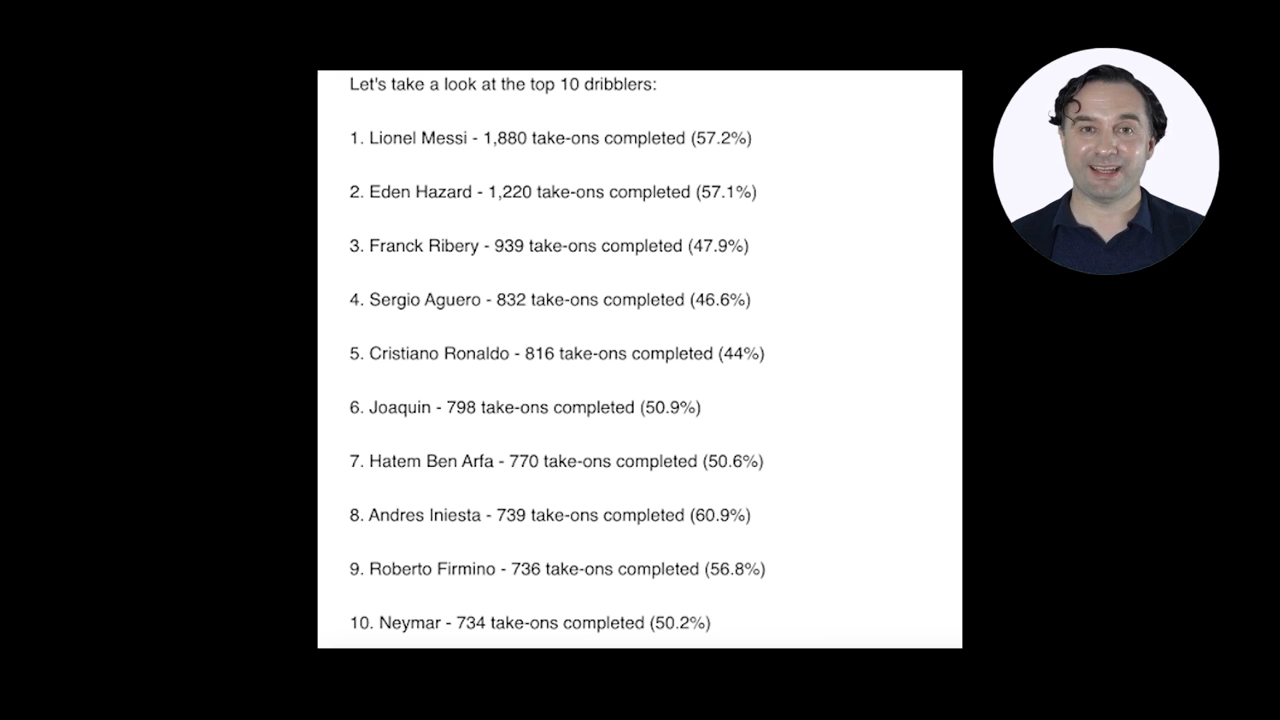 Let's take a look at the top 10 dribblers:
1. Lionel Messi - 1,880 take-ons completed (57.2%)
2. Eden Hazard - 1,220 take-ons completed (57.1%)
3. Franck Ribery - 939 take-ons completed (47.9%)
4. Sergio Aguero - 832 take-ons completed (46.6%)
5. Cristiano Ronaldo - 816 take-ons completed (44%)
6. Joaquin - 798 take-ons completed (50.9%)
7. Hatem Ben Arfa - 770 take-ons completed (50.6%)
8. Andres Iniesta - 739 take-ons completed (60.9%)
9. Roberto Firmino - 736 take-ons completed (56.8%)
10. Neymar - 734 take-ons completed (50.2%)